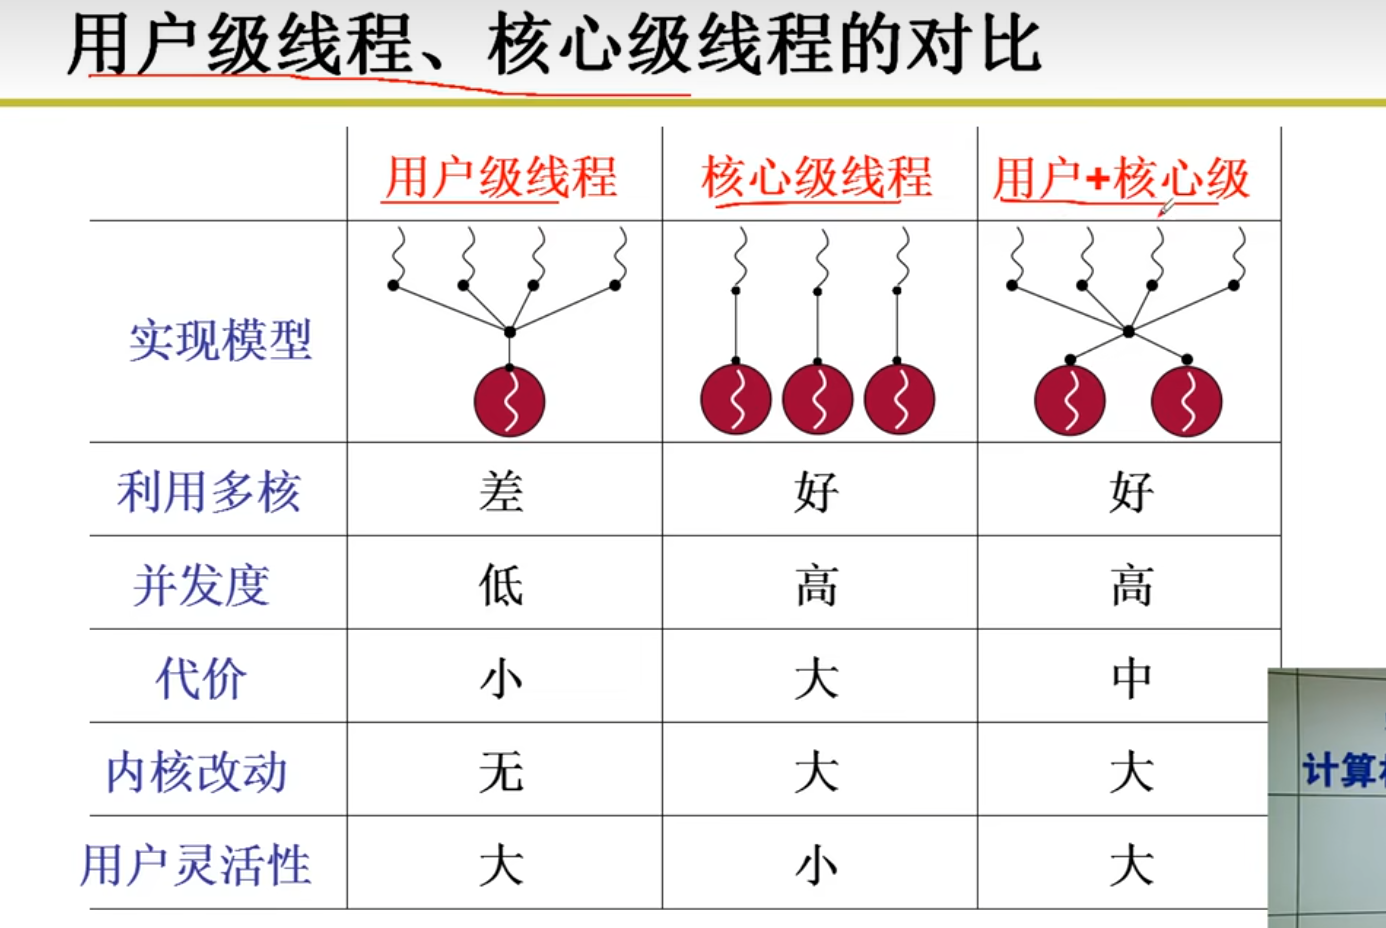 用户级线程、核心级线程的对比
用户级线程 核心级线程 用户+核心级
实现模型
利用多核 差 好 好
并发度 低 高 高
代价 小 大 中
内核改动 无 大 大
用户灵活性 大 小 大
计算